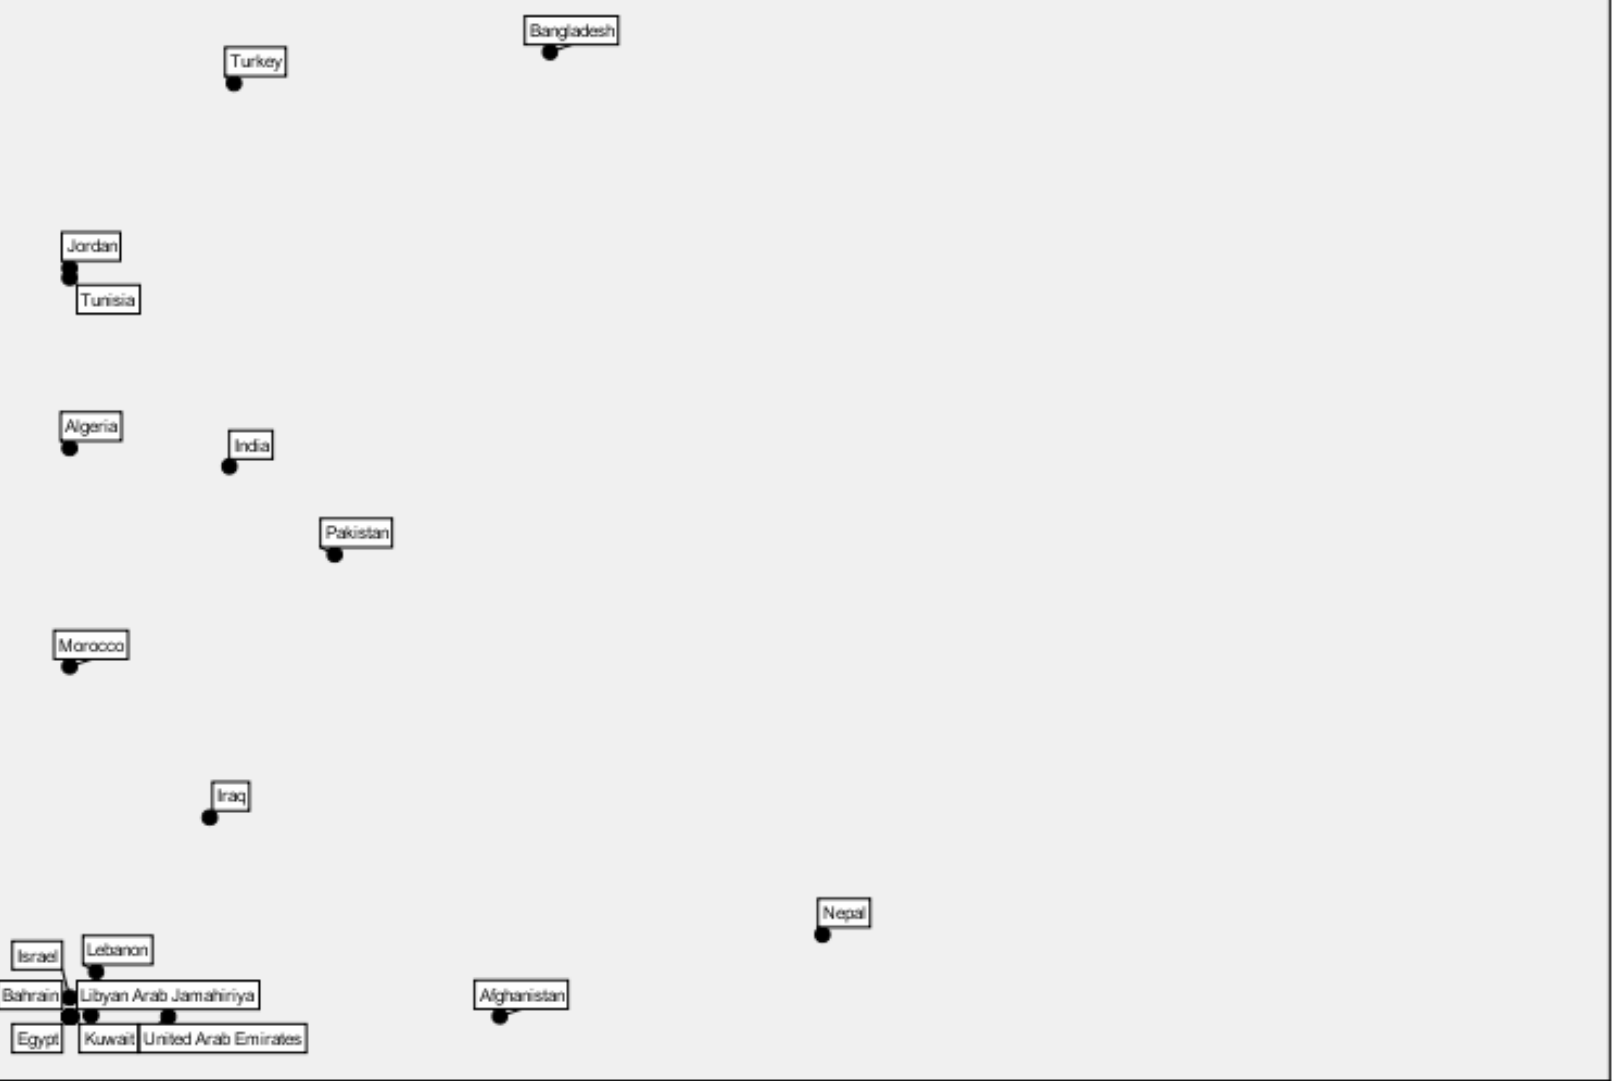 Bangladesh
Turkey
Jordan
Tunisia
Algeria
India
Pakistan
Morocco
Iraq
Nepal
Lebanon
Israel
Bahrain
Libyan Arab Jamahiriya
Afghanistan
Egypt
Kuwait
United Arab Emirates